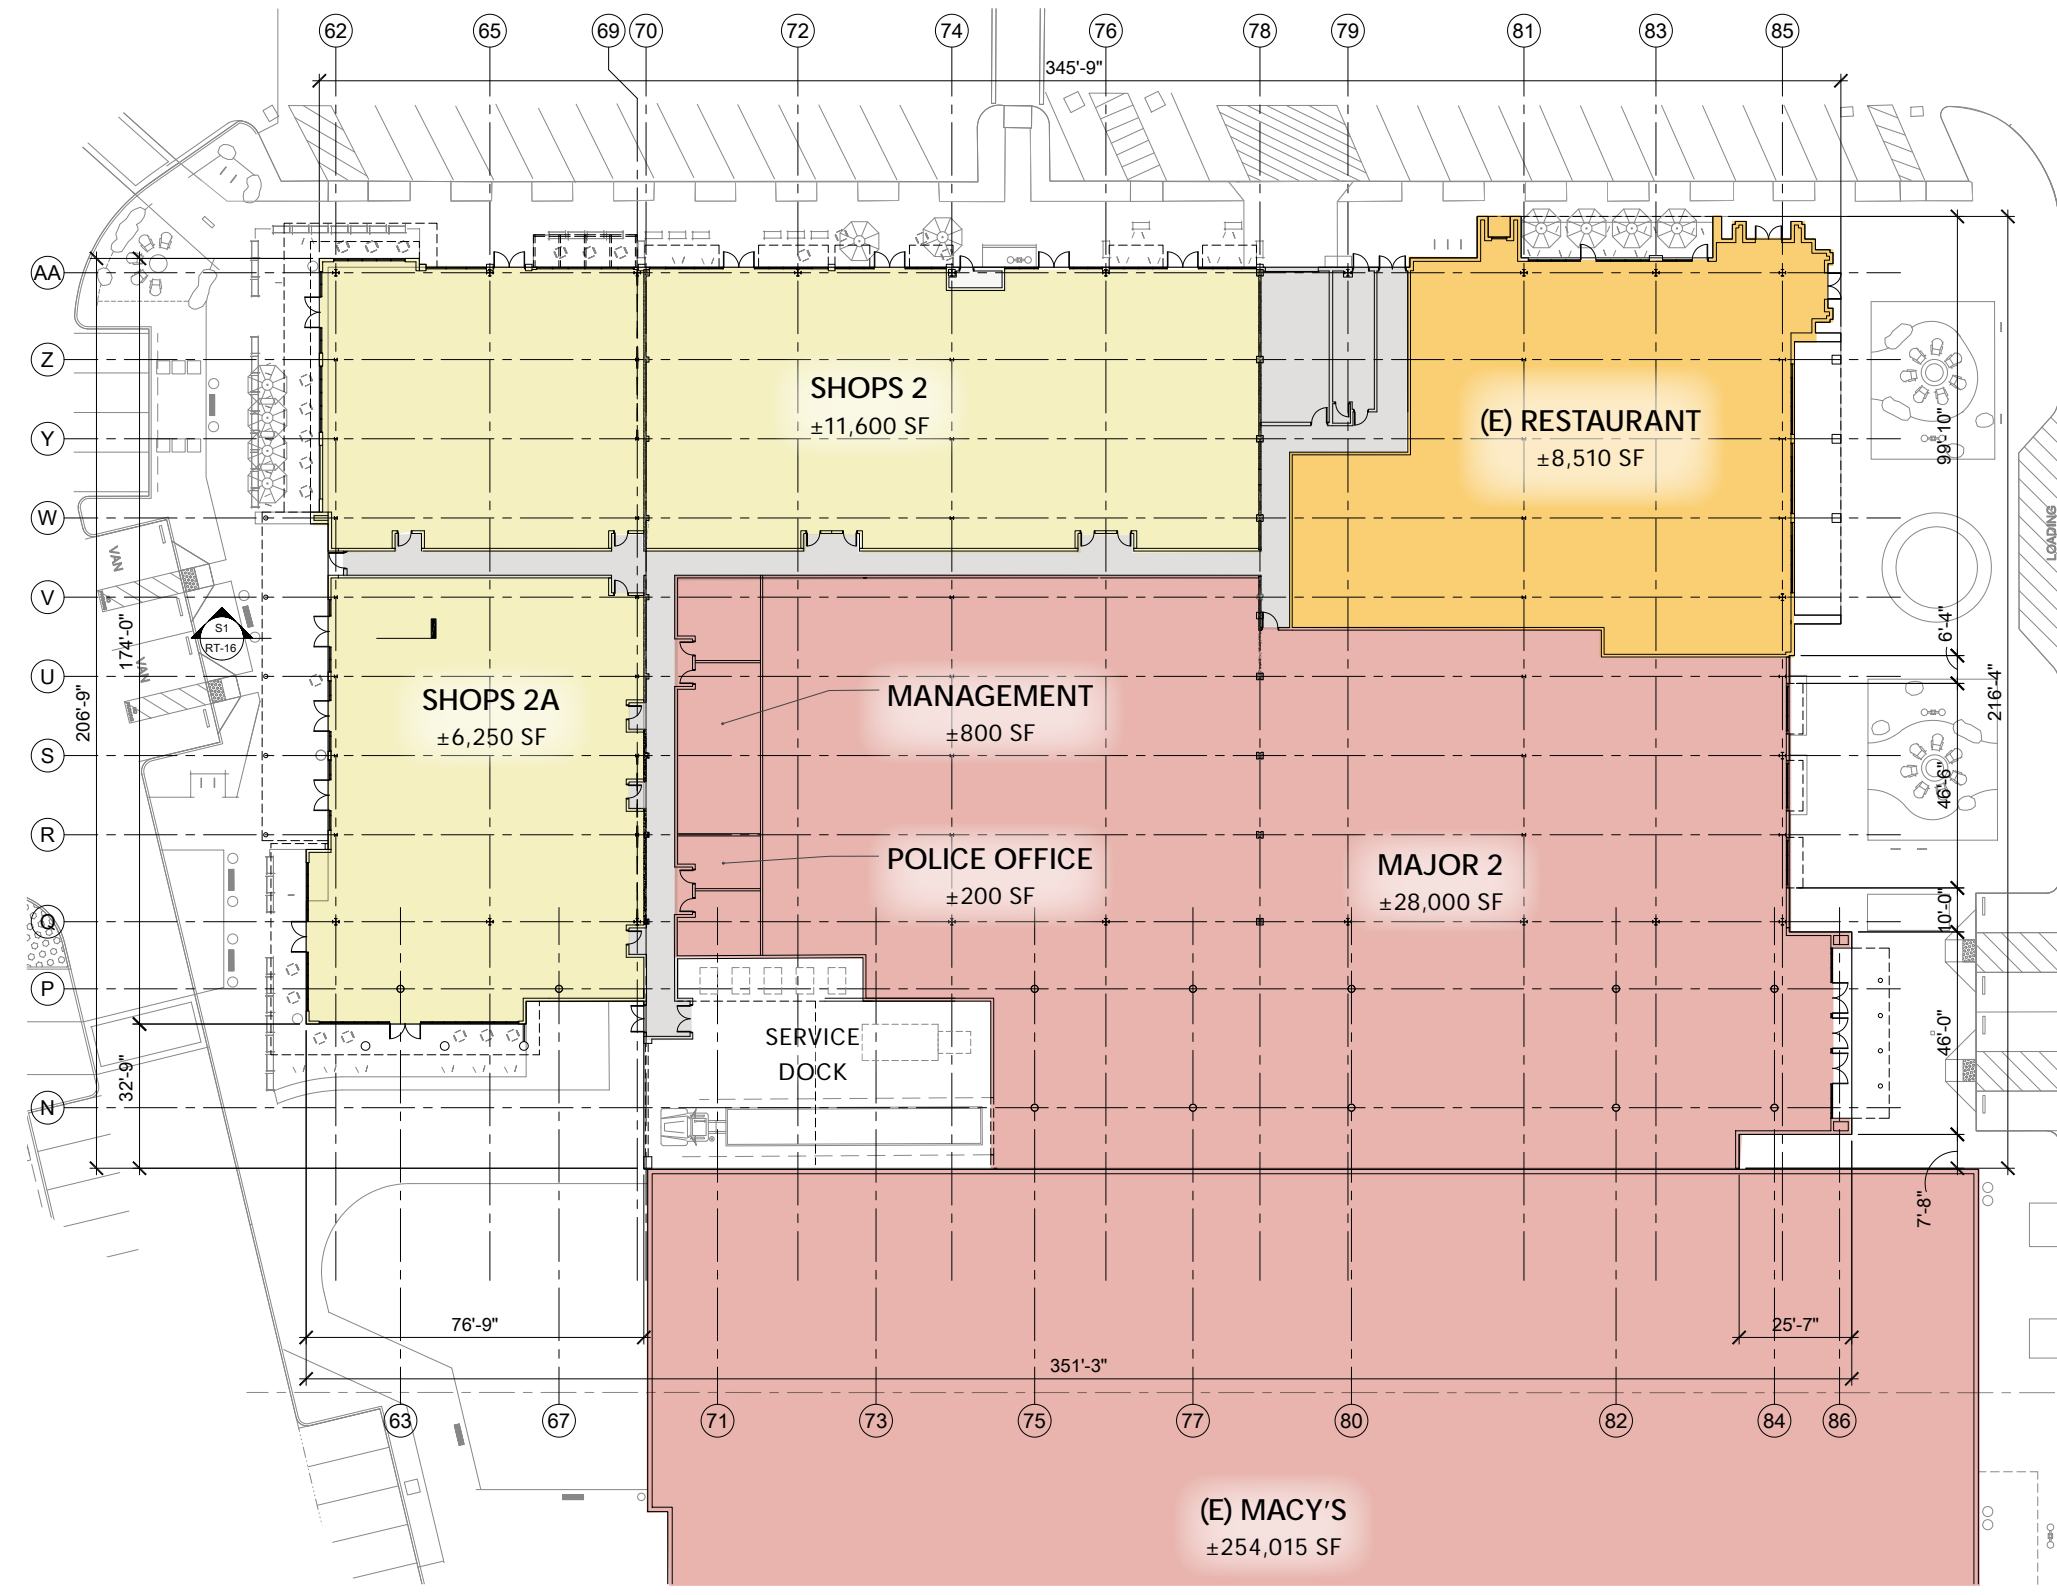 62 65 69 70 72 74 76 78 79 81 83 85
345'-9"
AA
Z
SHOPS 2
±11,600 SF
(E) RESTAURANT
±8,510 SF
99'-10"
Y
W
VAN
LOADING
V
S1
RT-16
174'-0"
VAN
6'-4"
U
SHOPS 2A
±6,250 SF
MANAGEMENT
±800 SF
206'-9"
216'-4"
S
46'-6"
R
POLICE OFFICE
±200 SF
MAJOR 2
±28,000 SF
Q
10'-0"
P
SERVICE
DOCK
46'-0"
32'-9"
N
7'-8"
76'-9"
25'-7"
351'-3"
63 67 71 73 75 77 80 82 84 86
(E) MACY'S
±254,015 SF